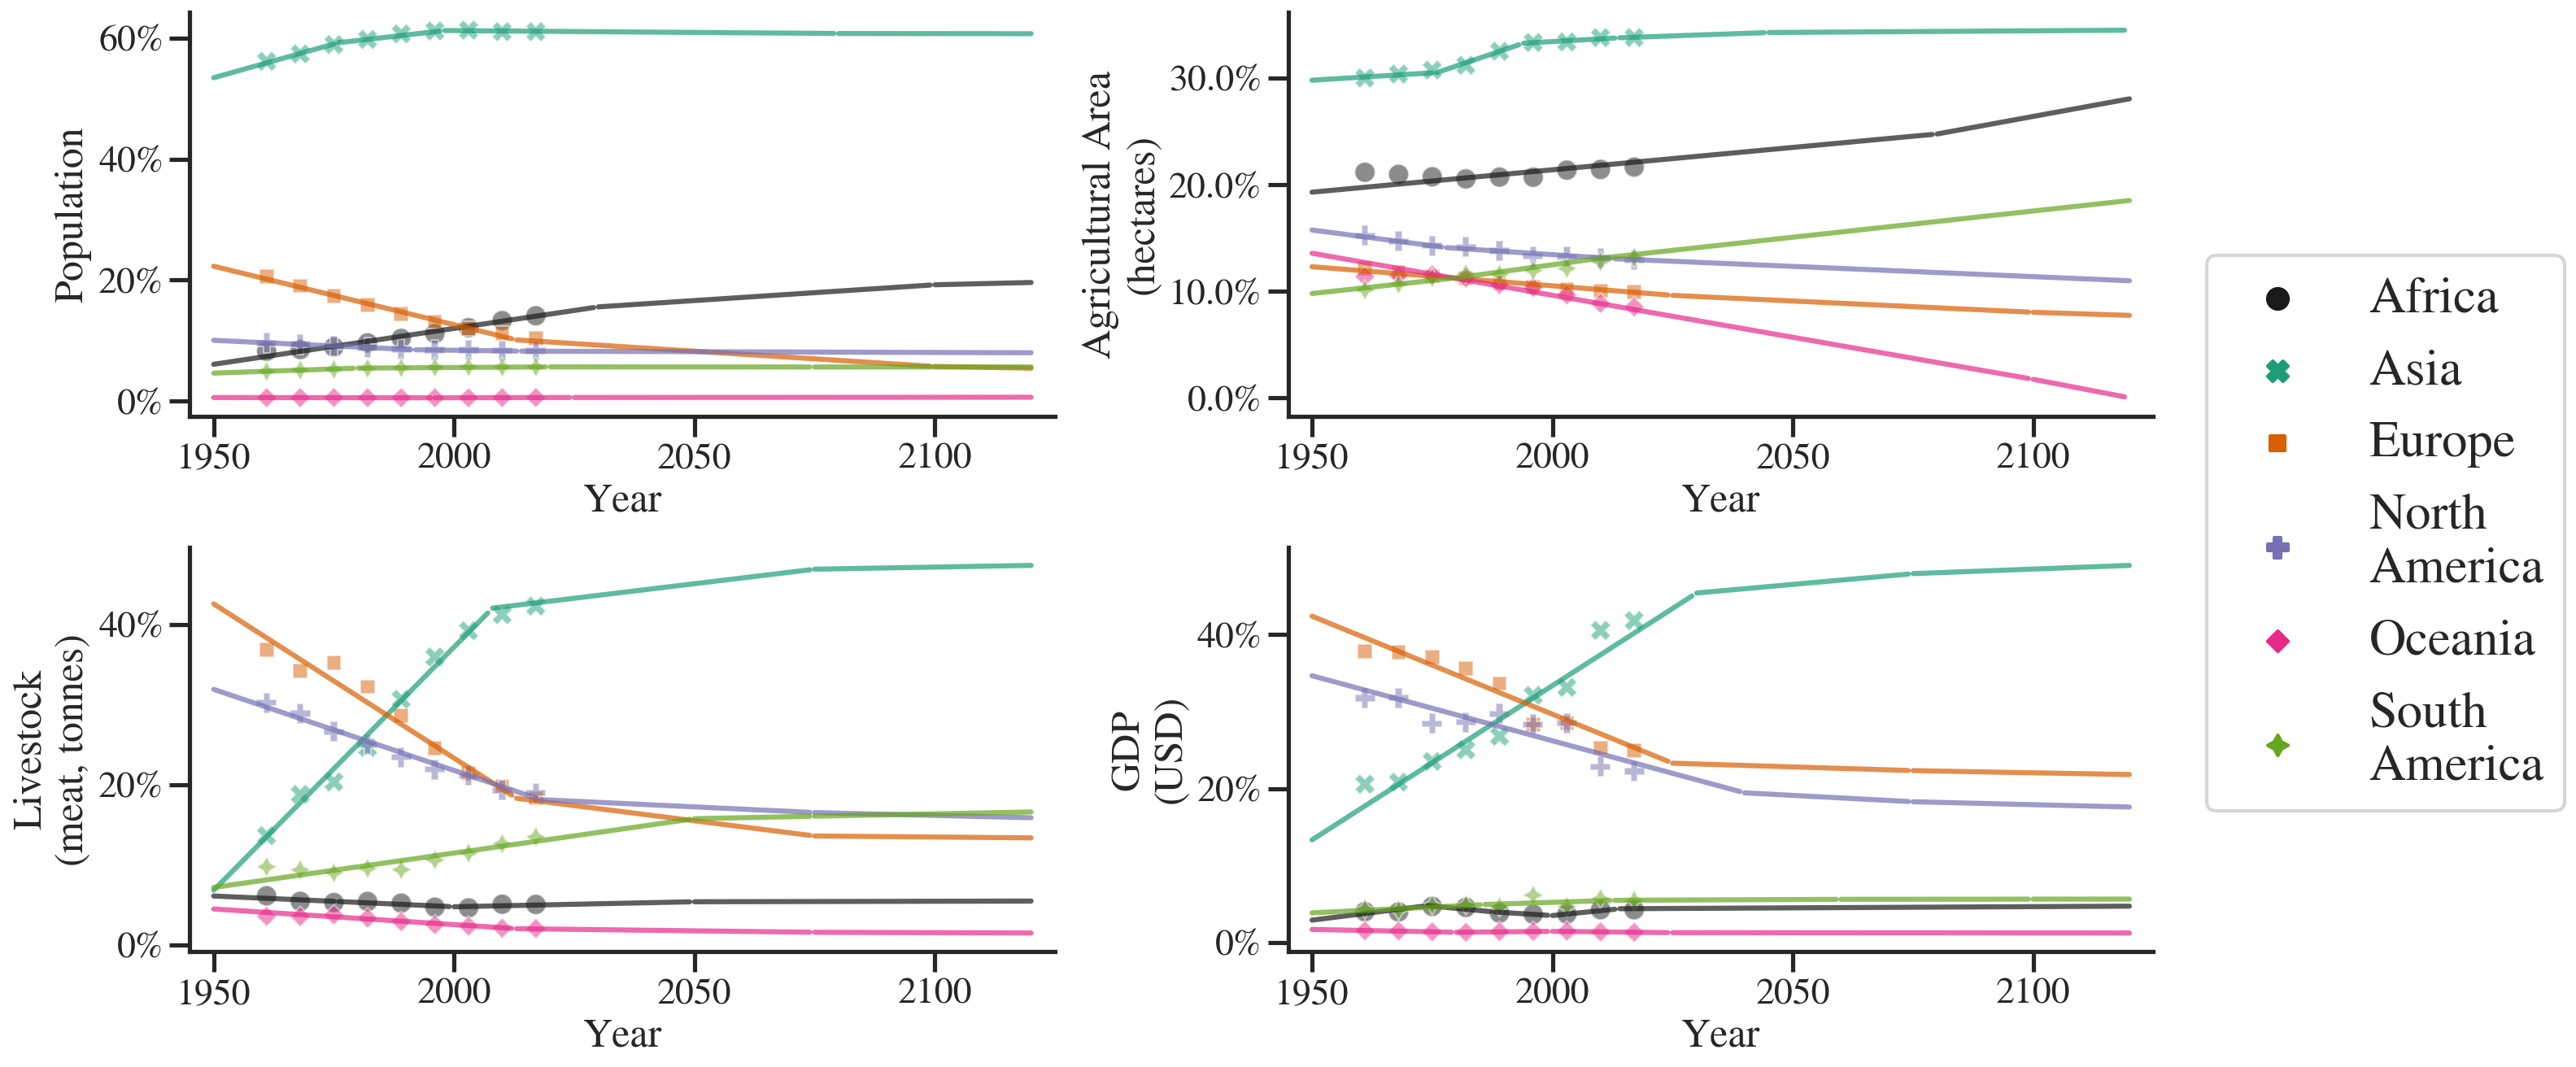 Population
60%
40%
20%
0%
1950 2000 2050 2100
Year
Agricultural Area
(hectares)
30.0%
20.0%
10.0%
0.0%
1950 2000 2050 2100
Year
Livestock
(meat, tonnes)
40%
20%
0%
1950 2000 2050 2100
Year
GDP
(USD)
40%
20%
0%
1950 2000 2050 2100
Year
Africa
Asia
Europe
North
America
Oceania
South
America